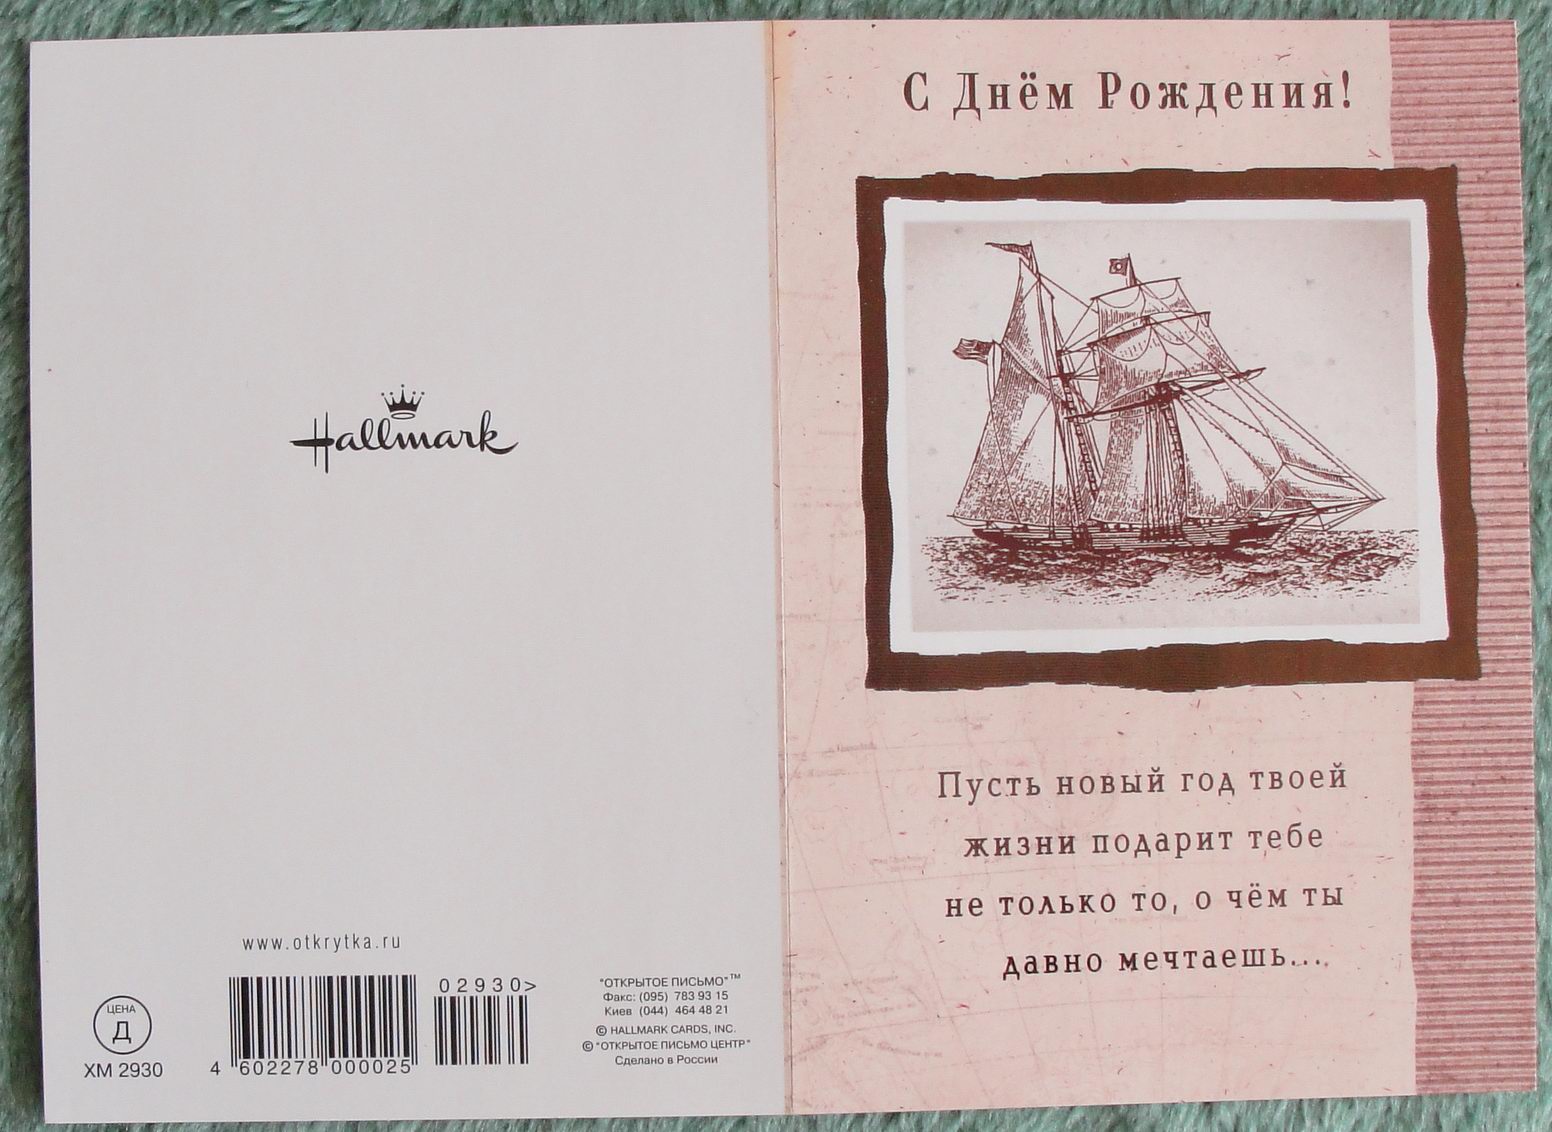 Hallmark
www.otkrytka.ru
ЦЕНА
Д
ХМ 2930
4 602278 000025
02930>
"ОТКРЫТОЕ ПИСЬМО"™
Факс: (095) 783 93 15
Киев (044) 464 48 21
© HALLMARK CARDS, INC.
© "ОТКРЫТОЕ ПИСЬМО ЦЕНТР"
Сделано в России
С Днём Рождения!
Пусть новый год твоей
жизни подарит тебе
не только то, о чём ты
давно мечтаешь...